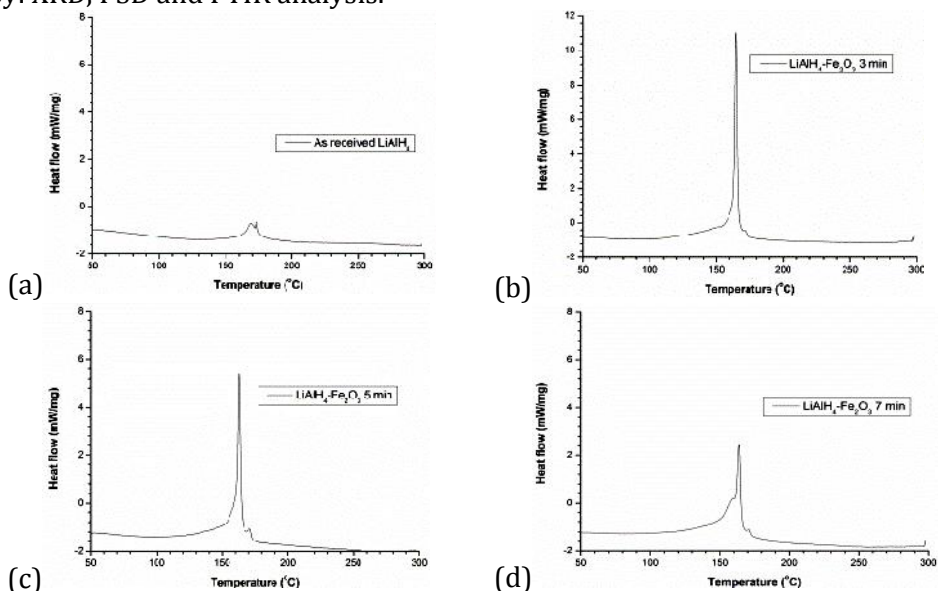 XRD, PSD and FTIR analysis.
(a)
Heat flow (mW/mg)
8
6
4
2
0
-2
As received LiAlH₄
50 100 150 200 250 300
Temperature (°C)
(b)
Heat flow (mW/mg)
12
10
8
6
4
2
0
-2
LiAlH₄-Fe₂O₃ 3 min
50 100 150 200 250 300
Temperature (°C)
(c)
Heat flow (mW/mg)
8
6
4
2
0
-2
LiAlH₄-Fe₂O₃ 5 min
50 100 150 200 250 300
Temperature (°C)
(d)
Heat flow (mW/mg)
8
6
4
2
0
-2
LiAlH₄-Fe₂O₃ 7 min
50 100 150 200 250 300
Temperature (°C)